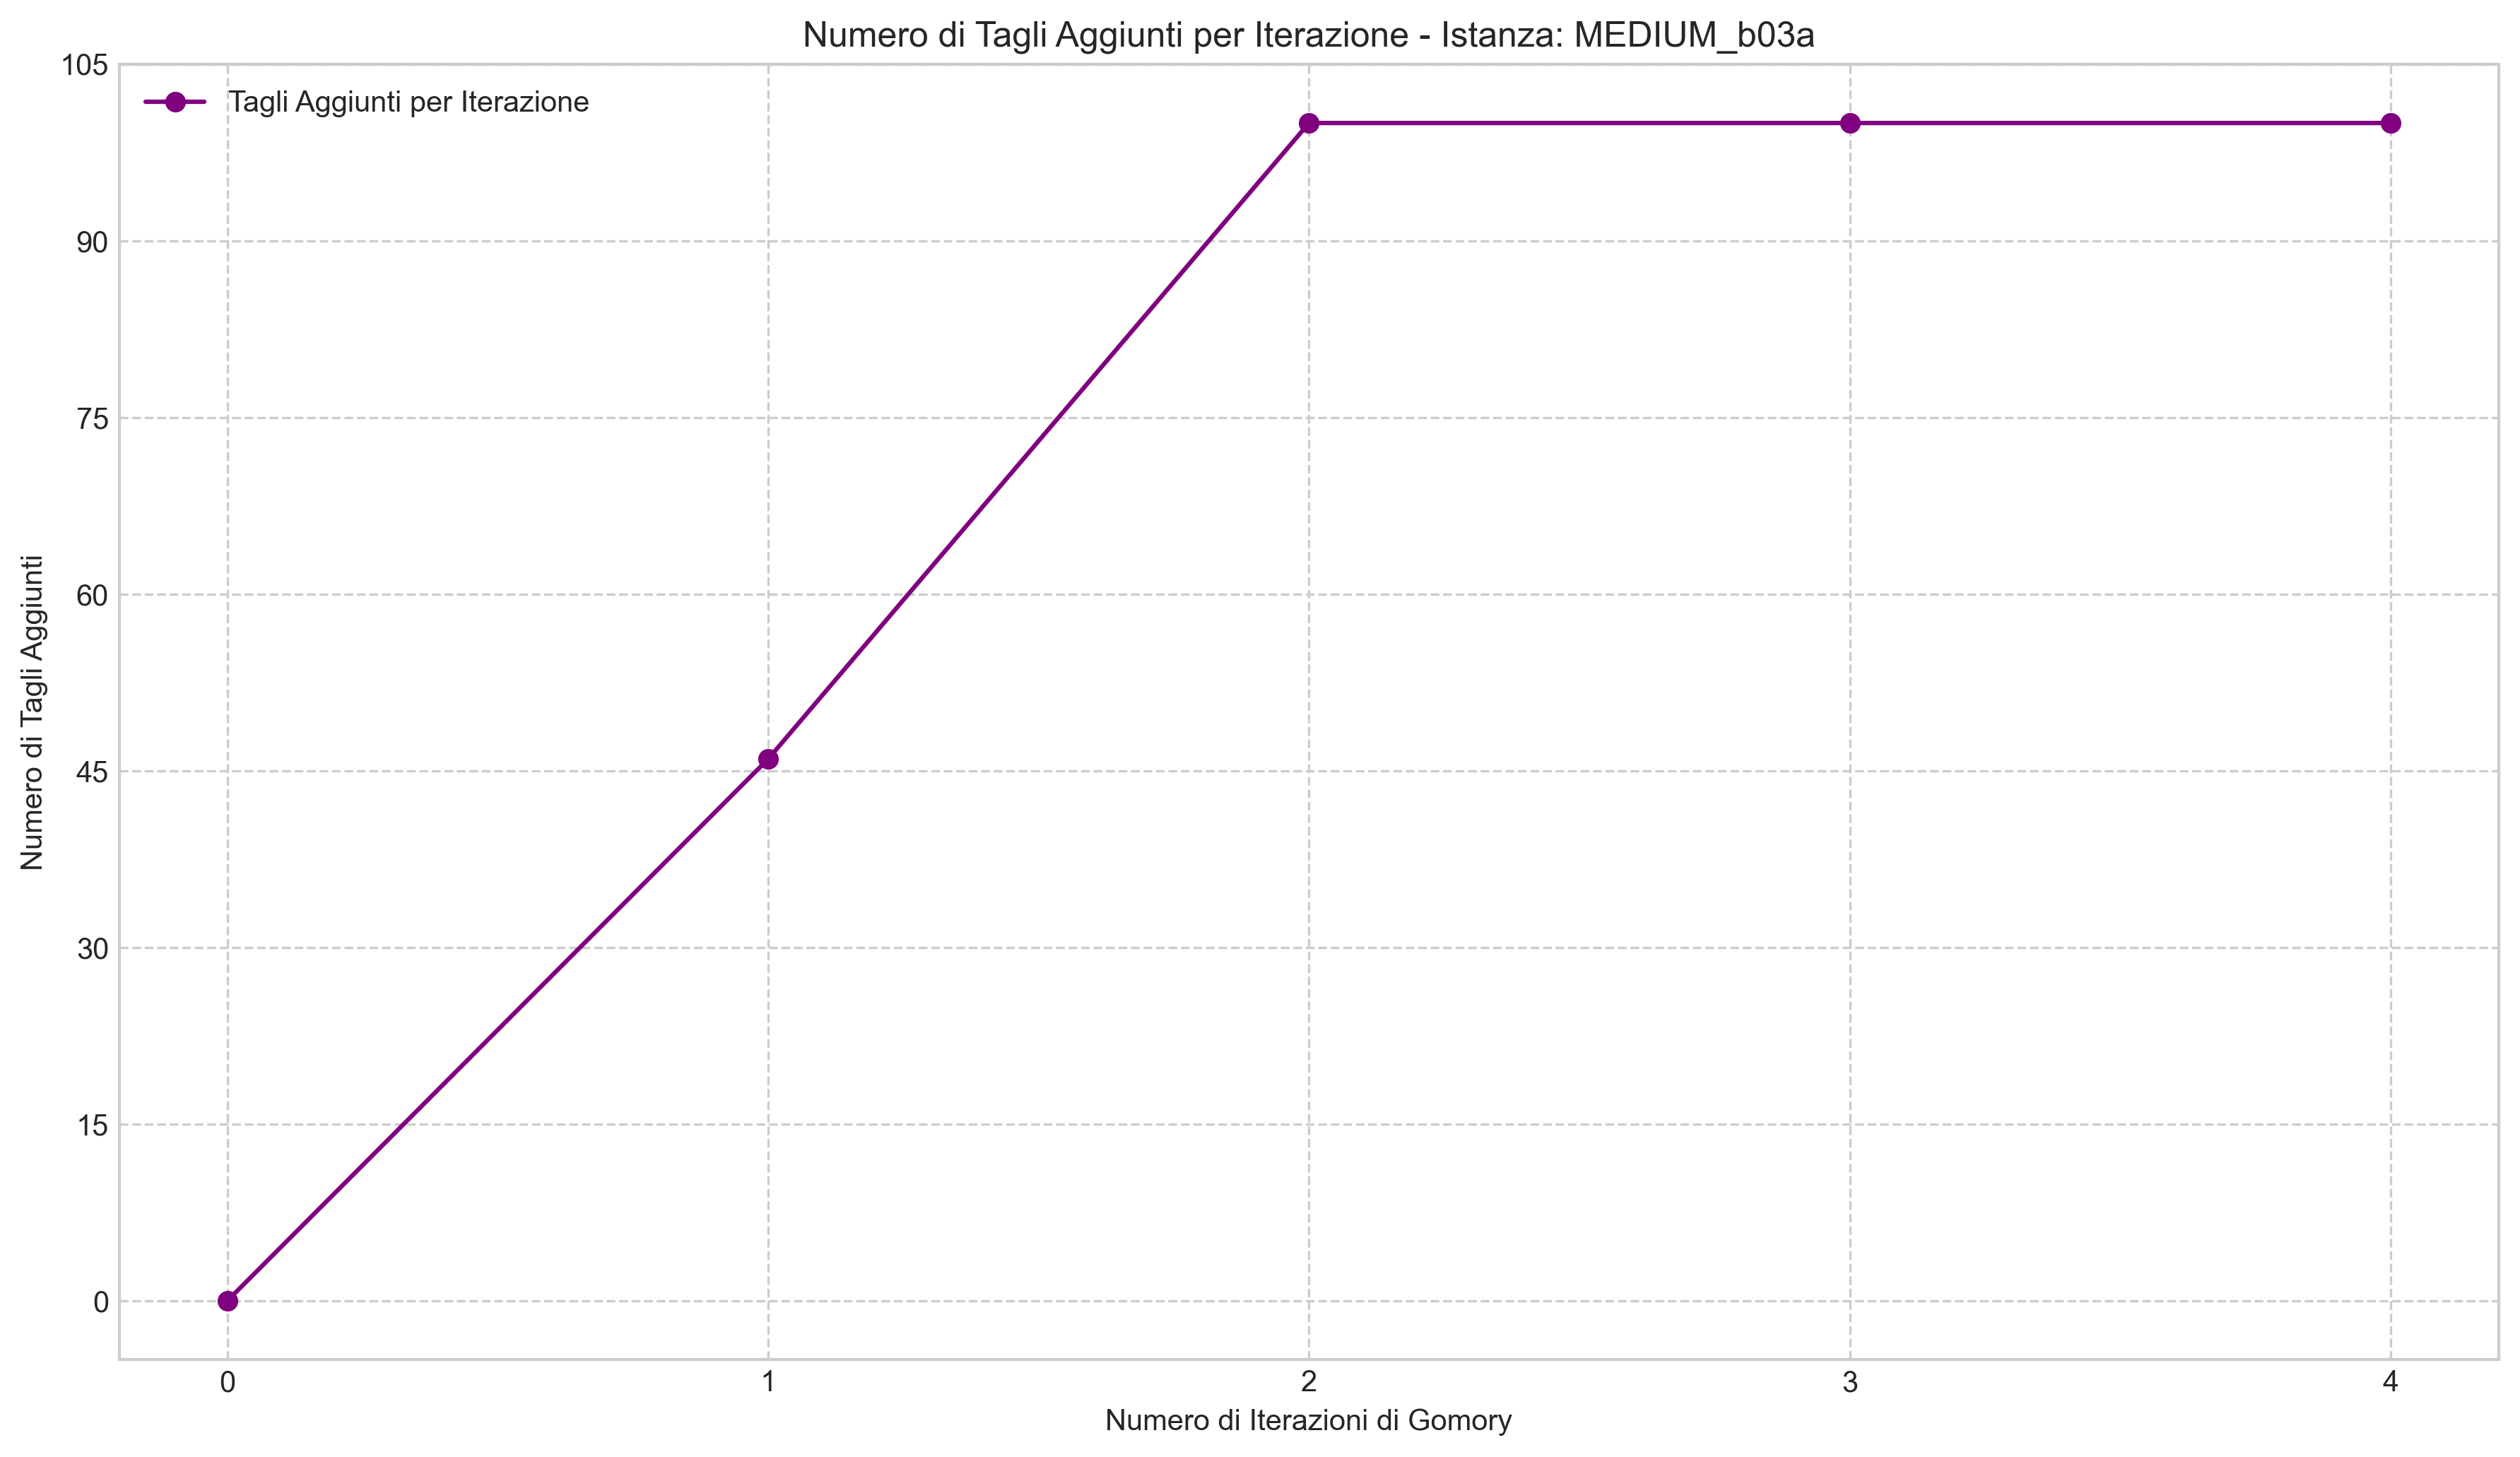 Numero di Tagli Aggiunti per Iterazione - Istanza: MEDIUM_b03a
Tagli Aggiunti per Iterazione
105
90
75
60
45
30
15
0
Numero di Tagli Aggiunti
0 1 2 3 4
Numero di Iterazioni di Gomory